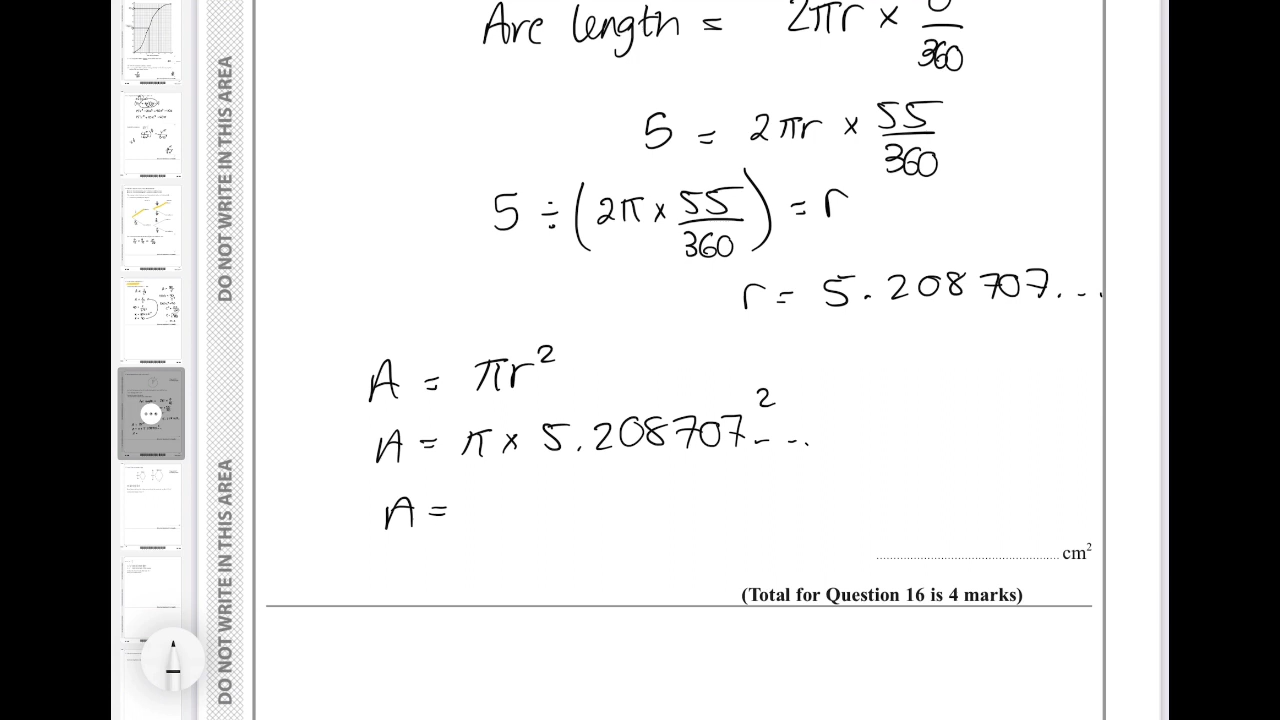 Arc length = 2πr × /360
5 = 2πr × 55/360
5 ÷ (2π × 55/360) = r
r = 5.208707...
A = πr²
A = π × 5.208707...²
A =
cm²
(Total for Question 16 is 4 marks)
DO NOT WRITE IN THIS AREA
DO NOT WRITE IN THIS AREA